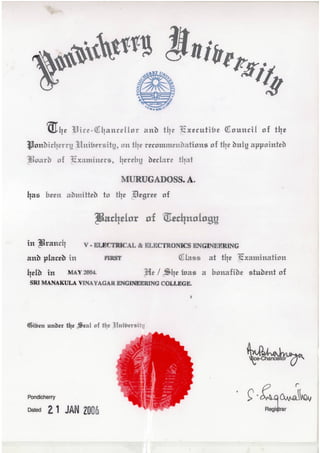 Pondicherry University
PONDICHERRY UNIVERSITY
The Vice-Chancellor and the Executive Council of the
Pondicherry University, on the recommendations of the duly appointed
Board of Examiners, hereby declare that
MURUGADOSS. A.
has been admitted to the Degree of
Bachelor of Technology
in Branch V - ELECTRICAL & ELECTRONICS ENGINEERING
and placed in FIRST Class at the Examination
held in MAY 2004. He / She was a bonafide student of
SRI MANAKULA VINAYAGAR ENGINEERING COLLEGE.
Given under the Seal of the University
Vice-Chancellor
Pondicherry
Dated 21 JAN 2006
Registrar